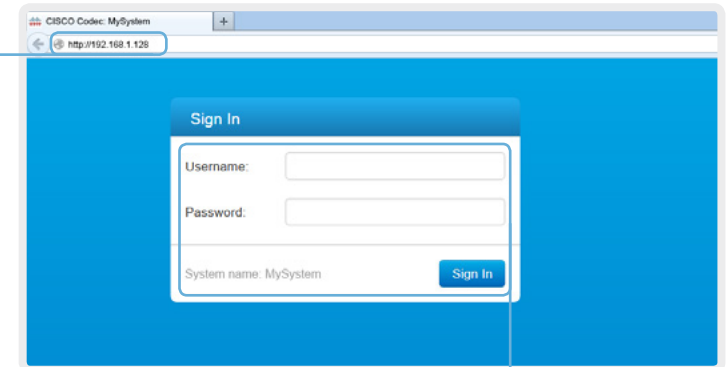 CISCO Codec: MySystem
http://192.168.1.128
Sign In
Username:
Password:
System name: MySystem
Sign In